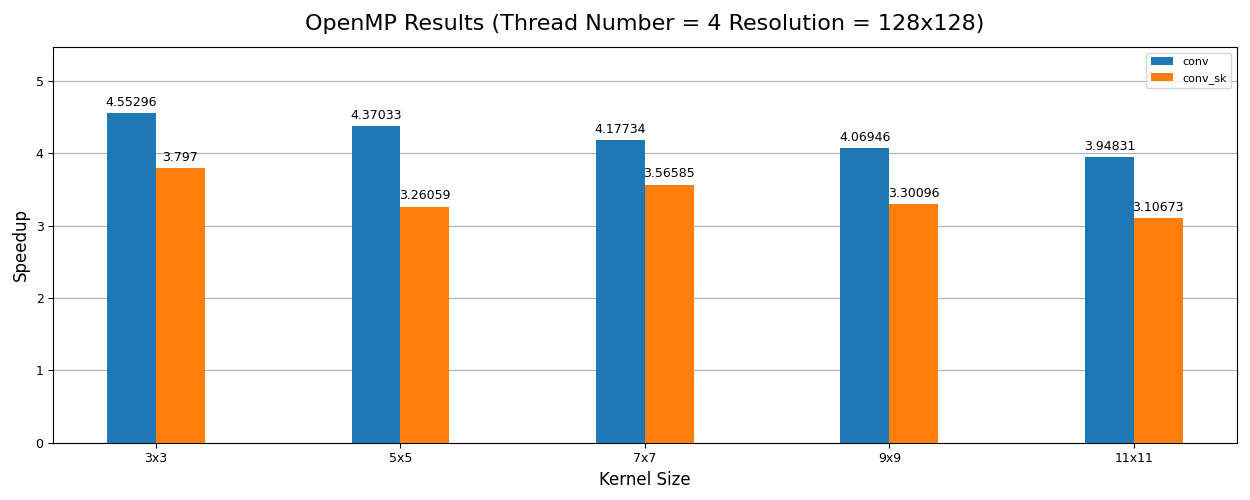 OpenMP Results (Thread Number = 4 Resolution = 128x128)
conv
conv_sk
Speedup
5
4
3
2
1
0
4.55296
3.797
4.37033
3.26059
4.17734
3.56585
4.06946
3.30096
3.94831
3.10673
3x3
5x5
7x7
9x9
11x11
Kernel Size